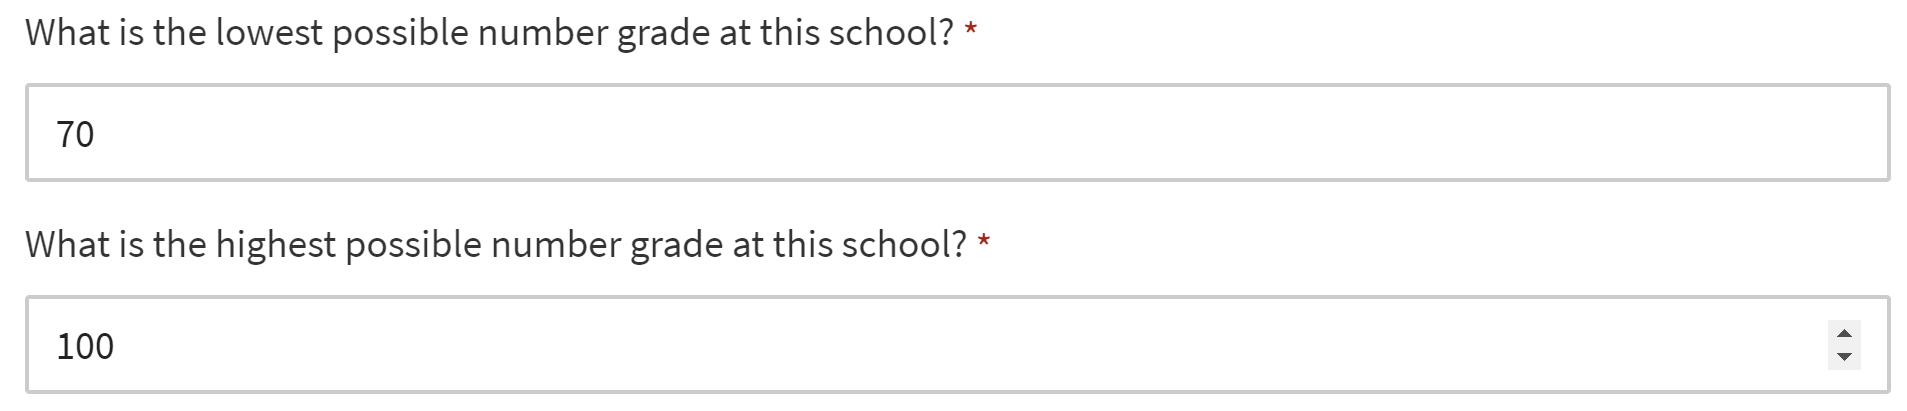 What is the lowest possible number grade at this school? *
70
What is the highest possible number grade at this school? *
100